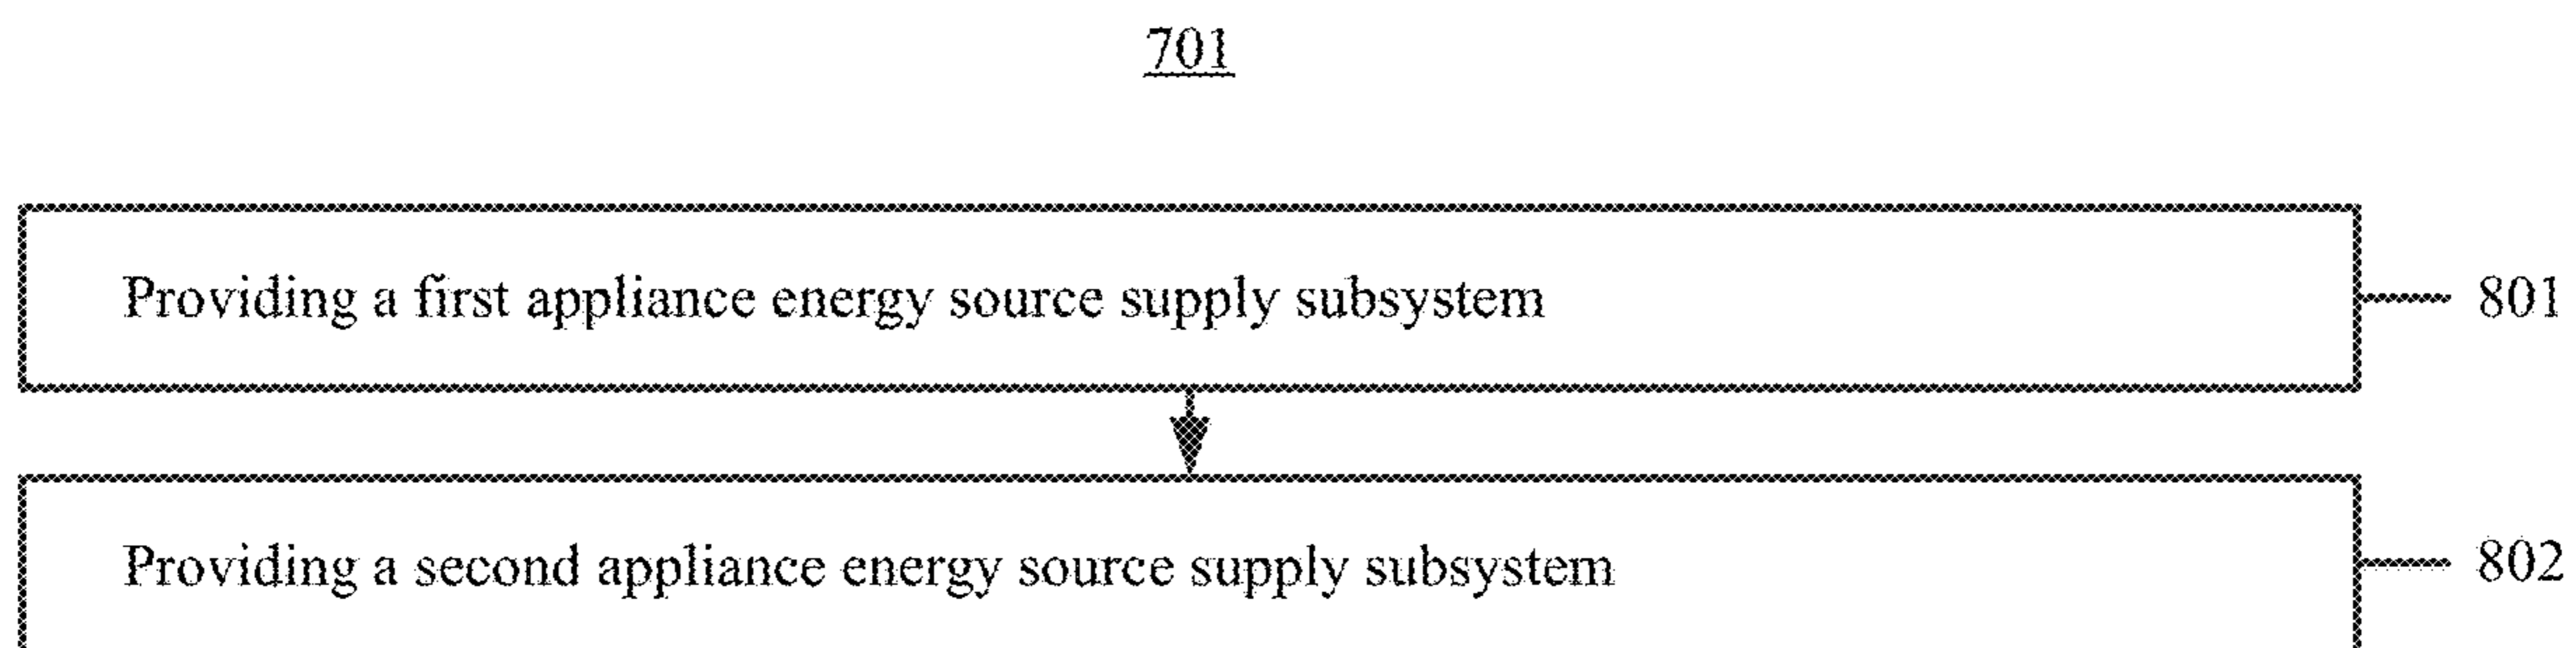 701
Providing a first appliance energy source supply subsystem
801
Providing a second appliance energy source supply subsystem
802